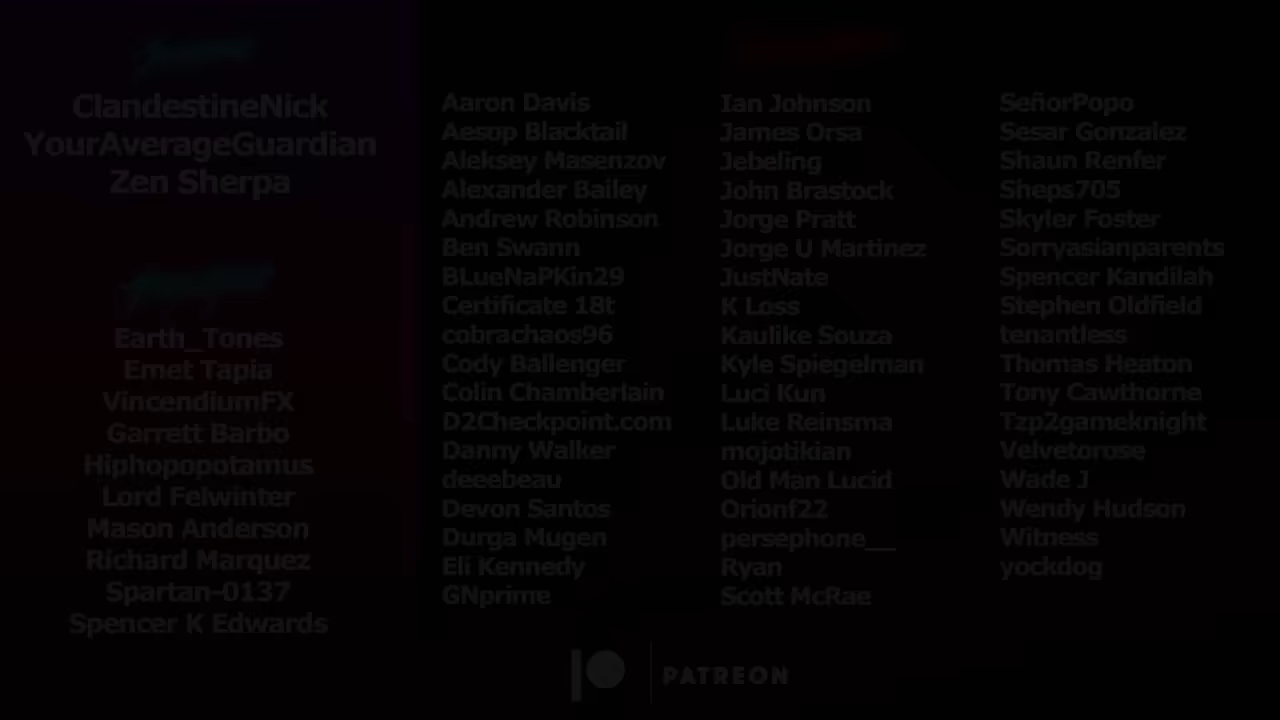 ClandestineNick
YourAverageGuardian
Zen Sherpa
Earth_Tones
Emet Tapia
VincendiumFX
Garrett Barbo
Hiphopopotamus
Lord Felwinter
Mason Anderson
Richard Marquez
Spartan-0137
Spencer K Edwards
Aaron Davis
Aesop Blacktail
Aleksey Masenzov
Alexander Bailey
Andrew Robinson
Ben Swann
BLueNaPKin29
Certificate 18t
cobrachaos96
Cody Ballenger
Colin Chamberlain
D2Checkpoint.com
Danny Walker
deeebeau
Devon Santos
Durga Mugen
Eli Kennedy
GNprime
Ian Johnson
James Orsa
Jebeling
John Brastock
Jorge Pratt
Jorge U Martinez
JustNate
K Loss
Kaulike Souza
Kyle Spiegelman
Luci Kun
Luke Reinsma
mojotikian
Old Man Lucid
Orionf22
persephone__
Ryan
Scott McRae
SeñorPopo
Sesar Gonzalez
Shaun Renfer
Sheps705
Skyler Foster
Sorryasianparents
Spencer Kandilah
Stephen Oldfield
tenantless
Thomas Heaton
Tony Cawthorne
Tzp2gameknight
Velvetorose
Wade J
Wendy Hudson
Witness
yockdog
PATREON